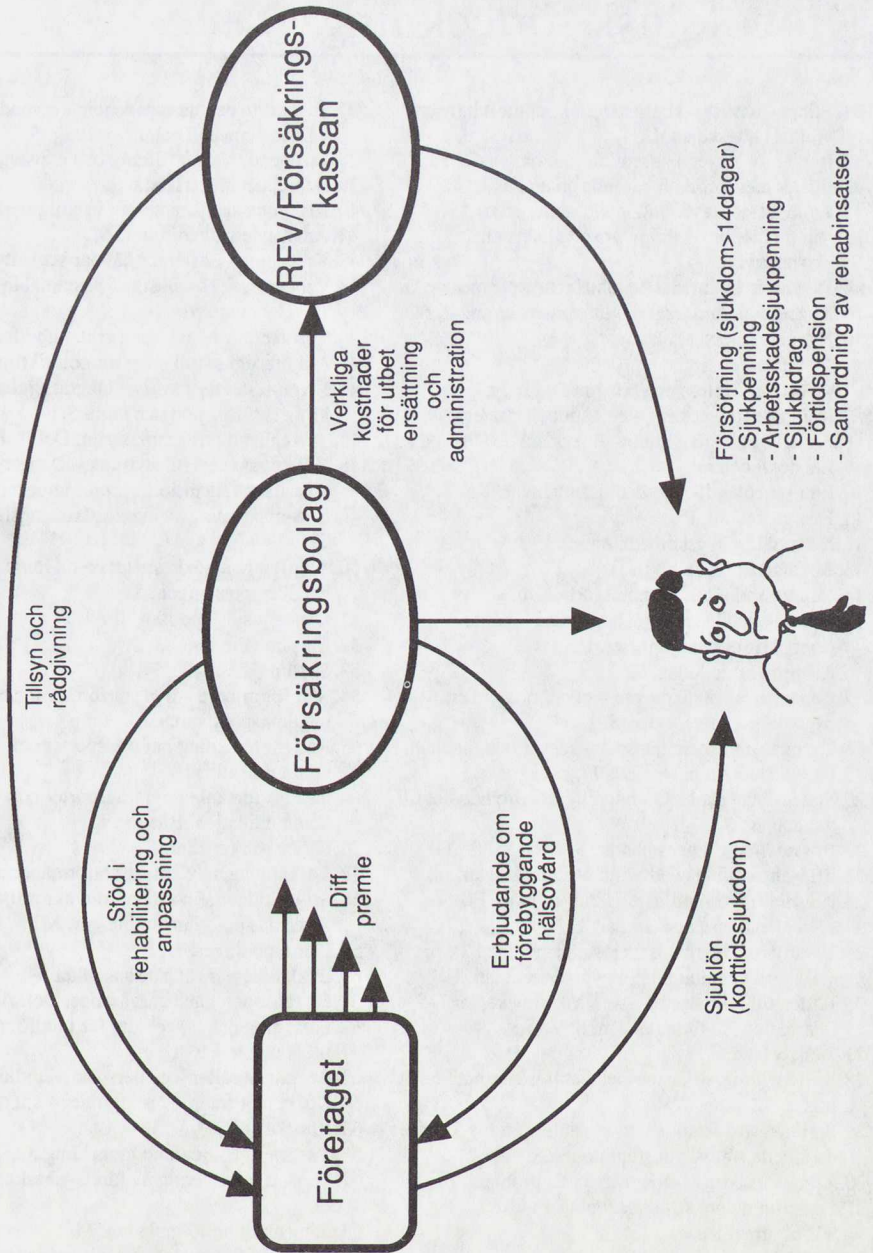 Tillsyn och
rådgivning
Stöd i
rehabilitering och
anpassning
Företaget
Diff
premie
Försäkringsbolag
Verkliga
kostnader
för utbet
ersättning
och
administration
RFV/Försäkrings-
kassan
Erbjudande om
förebyggande
hälsovård
Sjuklön
(korttidssjukdom)
Försörjning (sjukdom>14dagar)
- Sjukpenning
- Arbetsskadesjukpenning
- Sjukbidrag
- Förtidspension
- Samordning av rehabinsatser